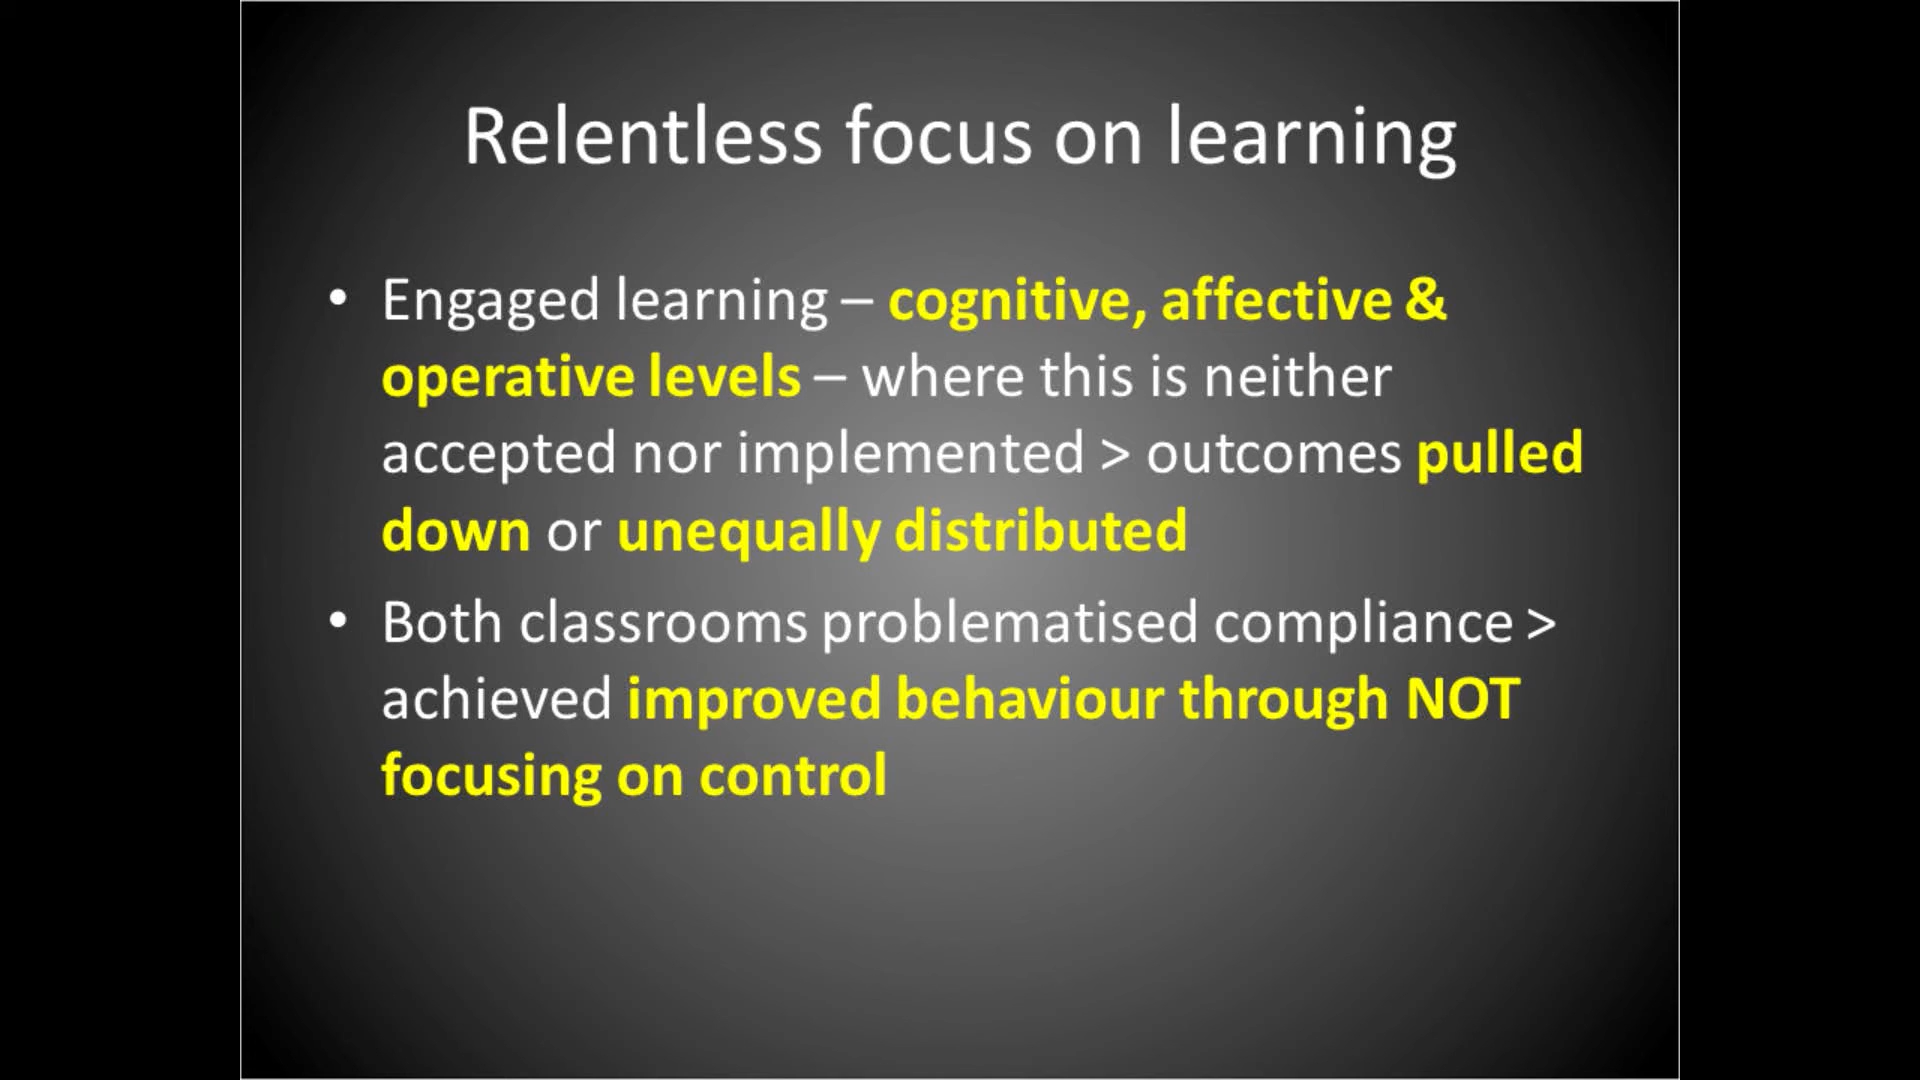 Relentless focus on learning
• Engaged learning – cognitive, affective &
operative levels – where this is neither
accepted nor implemented > outcomes pulled
down or unequally distributed
• Both classrooms problematised compliance >
achieved improved behaviour through NOT
focusing on control